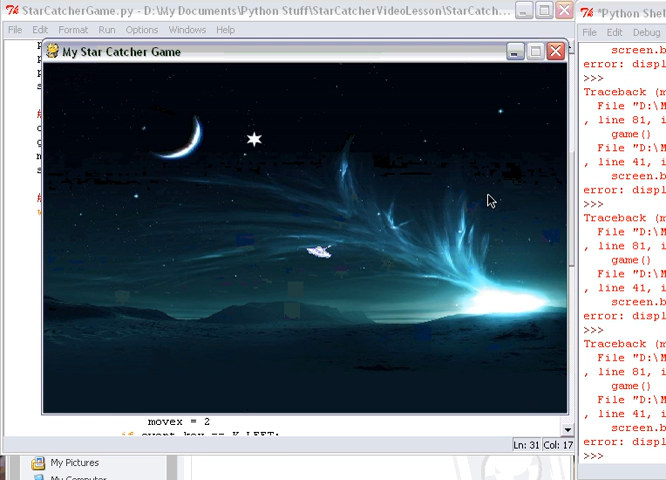 StarCatcherGame.py - D:\My Documents\Python Stuff\StarCatcherVideoLesson\StarCatch...
File Edit Format Run Options Windows Help
My Star Catcher Game
movex = 2
if event.key == K_LEFT:
Ln: 31 Col: 17
My Pictures
My Computer
*Python Shel
File Edit Debug
screen.b
error: displ
>>>
Traceback (m
File "D:\M
, line 81, i
game()
File "D:\M
, line 41, i
screen.b
error: displ
>>>
Traceback (m
File "D:\M
, line 81, i
game()
File "D:\M
, line 41, i
screen.b
error: displ
>>>
Traceback (m
File "D:\M
, line 81, i
game()
File "D:\M
, line 41, i
screen.b
error: displ
>>>